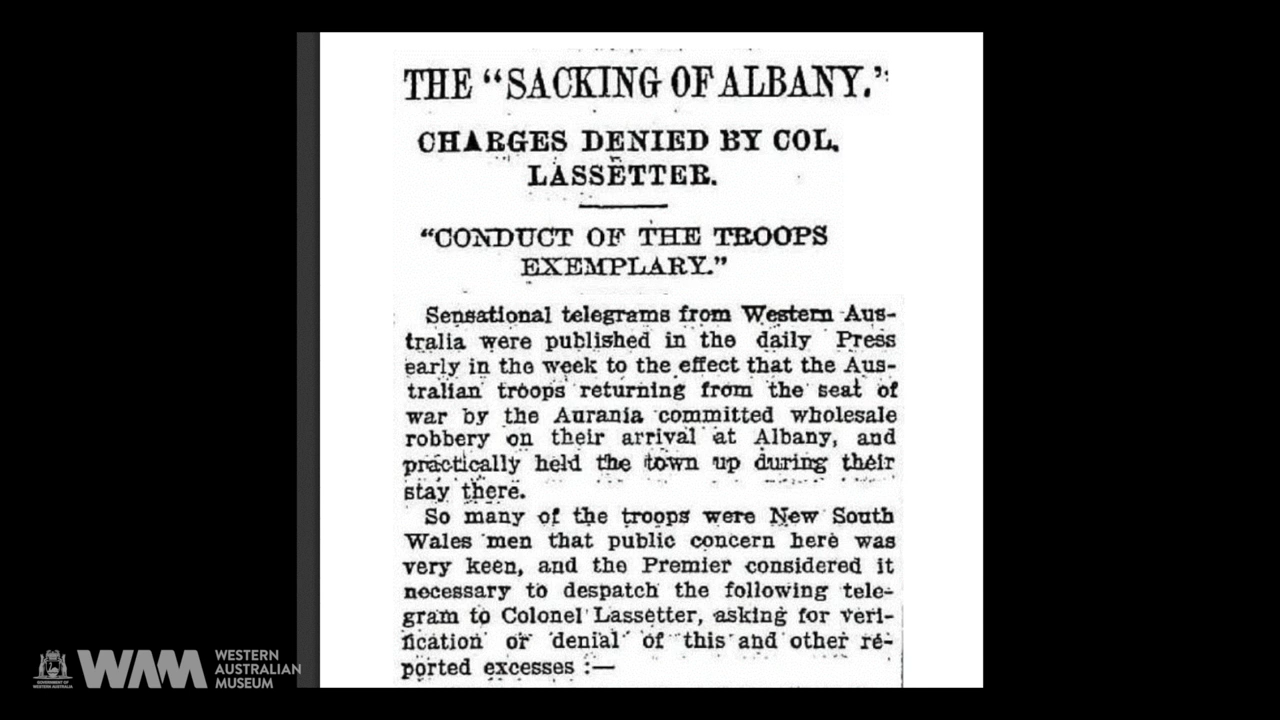 THE “SACKING OF ALBANY.”
CHARGES DENIED BY COL.
LASSETTER.
“CONDUCT OF THE TROOPS
EXEMPLARY.”
Sensational telegrams from Western Aus-
tralia were published in the daily Press
early in the week to the effect that the Aus-
tralian troops returning from the seat of
war by the Aurania committed wholesale
robbery on their arrival at Albany, and
practically held the town up during their
stay there.
So many of the troops were New South
Wales men that public concern here was
very keen, and the Premier considered it
necessary to despatch the following tele-
gram to Colonel Lassetter, asking for veri-
fication or denial of this and other re-
ported excesses :—
GOVERNMENT OF
WESTERN AUSTRALIA
WAM
WESTERN
AUSTRALIAN
MUSEUM